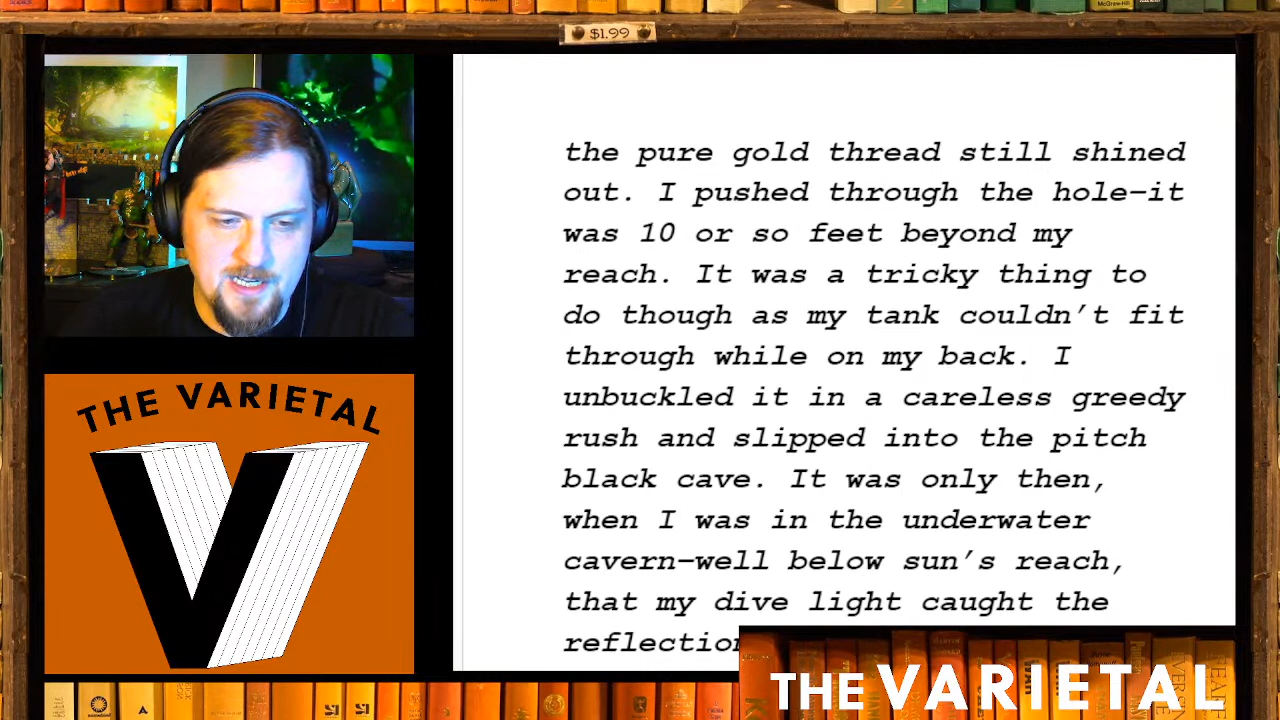 McGraw-Hill
$1.99
the pure gold thread still shined
out. I pushed through the hole—it
was 10 or so feet beyond my
reach. It was a tricky thing to
do though as my tank couldn't fit
through while on my back. I
unbuckled it in a careless greedy
rush and slipped into the pitch
black cave. It was only then,
when I was in the underwater
cavern—well below sun's reach,
that my dive light caught the
reflection
THE VARIETAL
THE VARIETAL